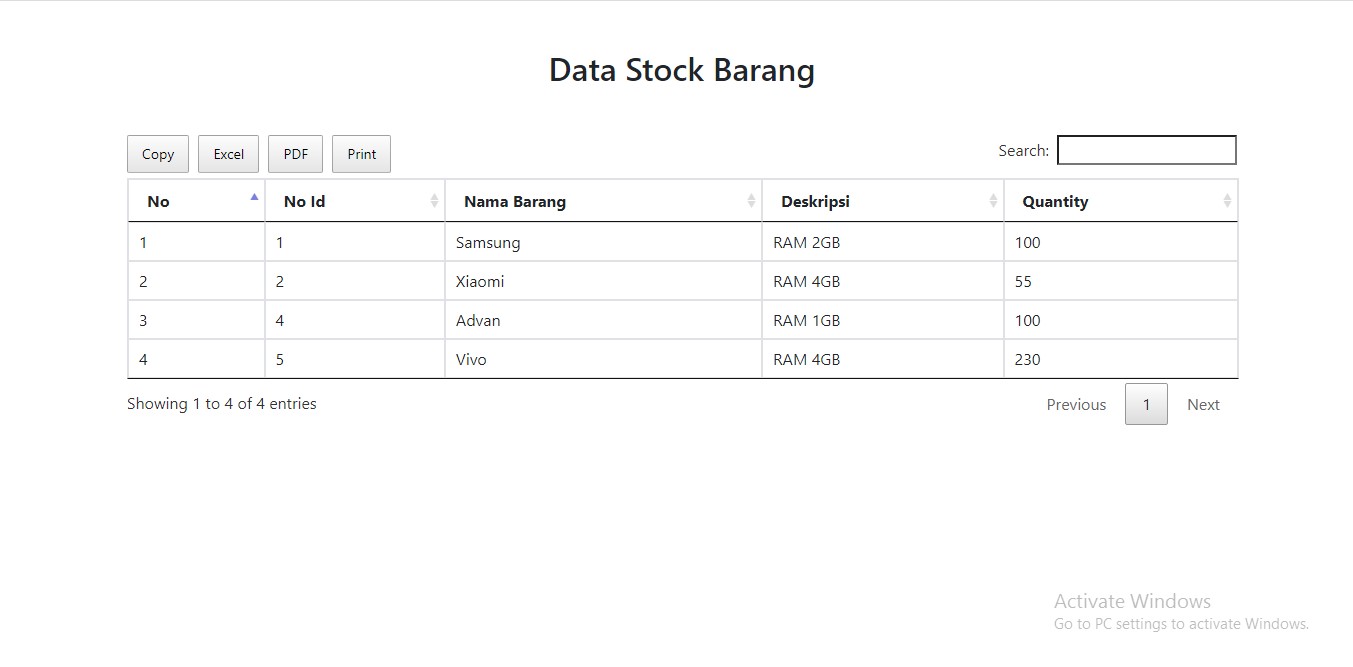 Data Stock Barang
Copy Excel PDF Print Search:
No No Id Nama Barang Deskripsi Quantity
1 1 Samsung RAM 2GB 100
2 2 Xiaomi RAM 4GB 55
3 4 Advan RAM 1GB 100
4 5 Vivo RAM 4GB 230
Showing 1 to 4 of 4 entries Previous 1 Next
Activate Windows
Go to PC settings to activate Windows.